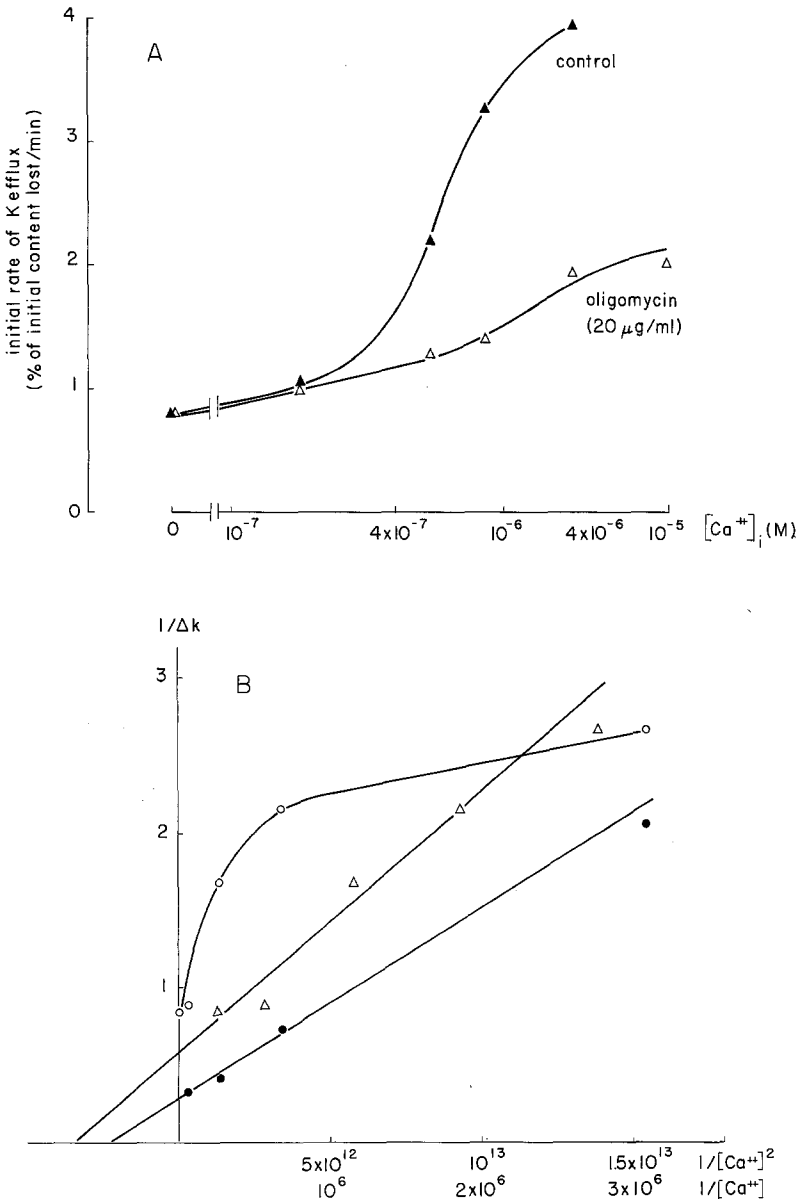 4
A
control
3
initial rate of K efflux
(% of initial content lost/min)
2
oligomycin
(20 μg/ml)
1
0
0 10⁻⁷ 4x10⁻⁷ 10⁻⁶ 4x10⁻⁶ 10⁻⁵ [Ca⁺⁺]ᵢ (M)
1/Δk
3
B
2
1
5x10¹² 10¹³ 1.5x10¹³ 1/[Ca⁺⁺]²
10⁶ 2x10⁶ 3x10⁶ 1/[Ca⁺⁺]